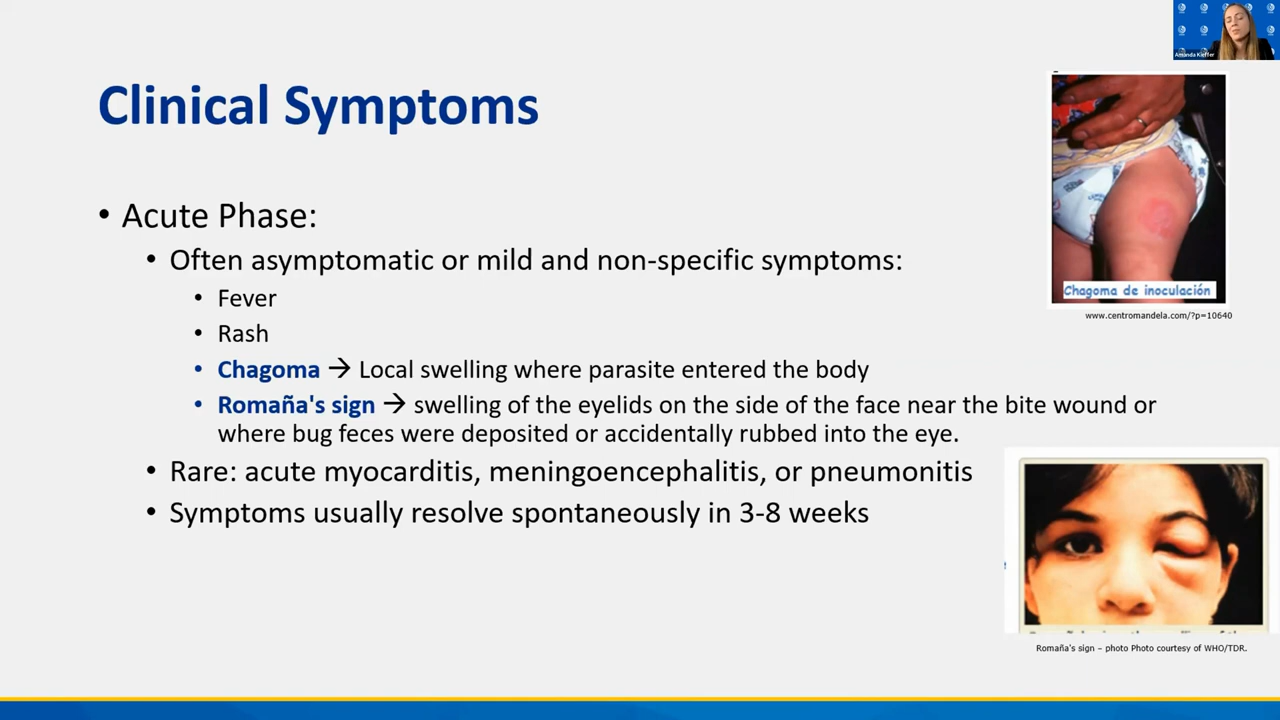 Amanda Kieffer
Clinical Symptoms
• Acute Phase:
• Often asymptomatic or mild and non-specific symptoms:
• Fever
• Rash
• Chagoma → Local swelling where parasite entered the body
• Romaña's sign → swelling of the eyelids on the side of the face near the bite wound or
where bug feces were deposited or accidentally rubbed into the eye.
• Rare: acute myocarditis, meningoencephalitis, or pneumonitis
• Symptoms usually resolve spontaneously in 3-8 weeks
Chagoma de inoculación
www.centromandela.com/?p=10640
Romaña's sign – photo Photo courtesy of WHO/TDR.